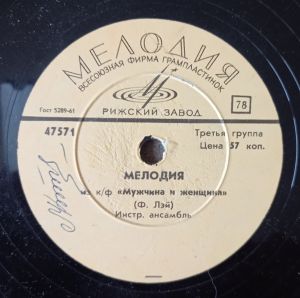 МЕЛОДИЯ
ВСЕСОЮЗНАЯ ФИРМА ГРАМПЛАСТИНОК
РИЖСКИЙ ЗАВОД
Гост 5289-61
78
47571
Третья группа
Цена 57 коп.
МЕЛОДИЯ
из к/ф «Мужчина и женщина»
(Ф. Лэй)
Инстр. ансамбль